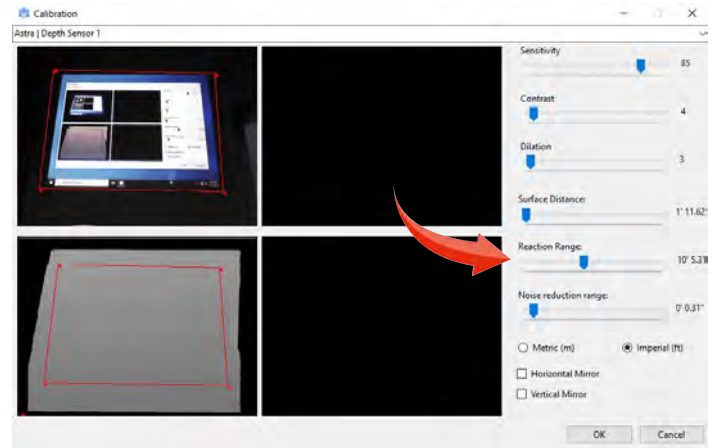 Calibration
Astra | Depth Sensor 1
Sensitivity
85
Contrast
4
Dilation
3
Surface Distance:
1' 11.62"
Reaction Range:
10' 5.31
Noise reduction range:
0' 0.31"
Metric (m)
Imperial (ft)
Horizontal Mirror
Vertical Mirror
OK
Cancel